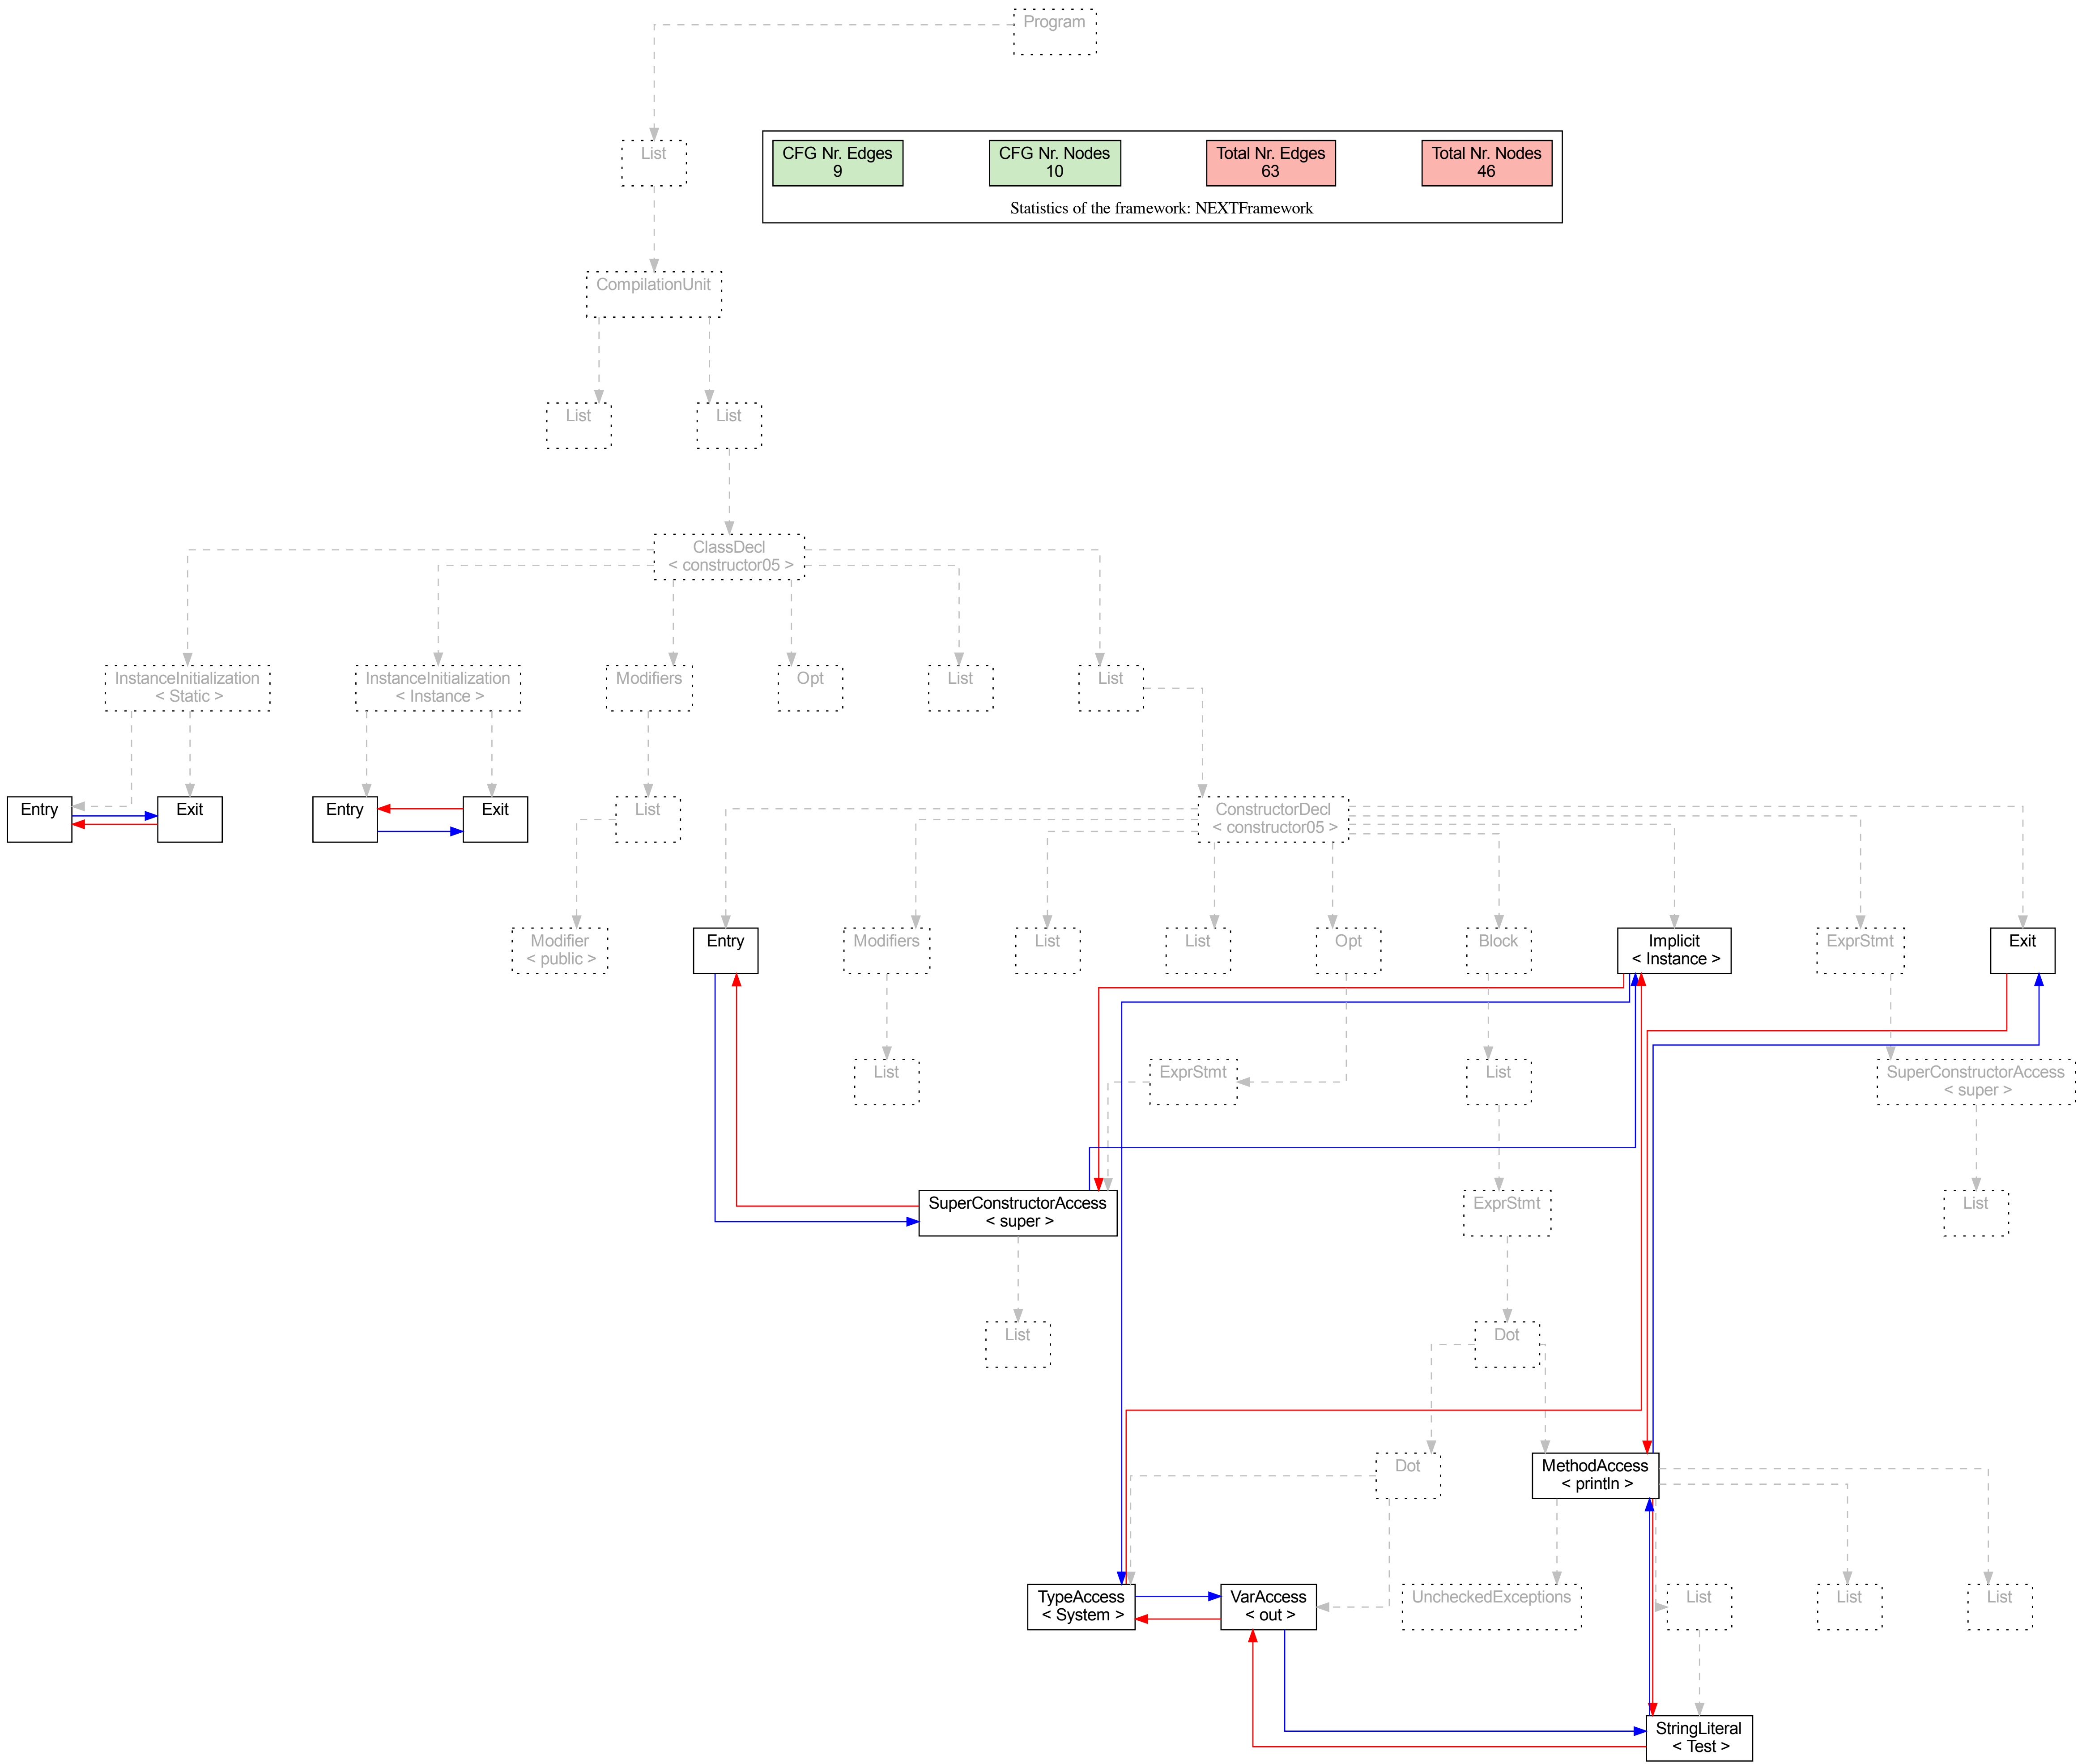 Program
List
CFG Nr. Edges
9
CFG Nr. Nodes
10
Total Nr. Edges
63
Total Nr. Nodes
46
Statistics of the framework: NEXTFramework
CompilationUnit
List
List
ClassDecl
< constructor05 >
InstanceInitialization
< Static >
InstanceInitialization
< Instance >
Modifiers
Opt
List
List
Entry
Exit
Entry
Exit
List
ConstructorDecl
< constructor05 >
Modifier
< public >
Entry
Modifiers
List
List
Opt
Block
Implicit
< Instance >
ExprStmt
Exit
List
ExprStmt
List
SuperConstructorAccess
< super >
SuperConstructorAccess
< super >
ExprStmt
List
List
Dot
Dot
MethodAccess
< println >
TypeAccess
< System >
VarAccess
< out >
UncheckedExceptions
List
List
List
StringLiteral
< Test >